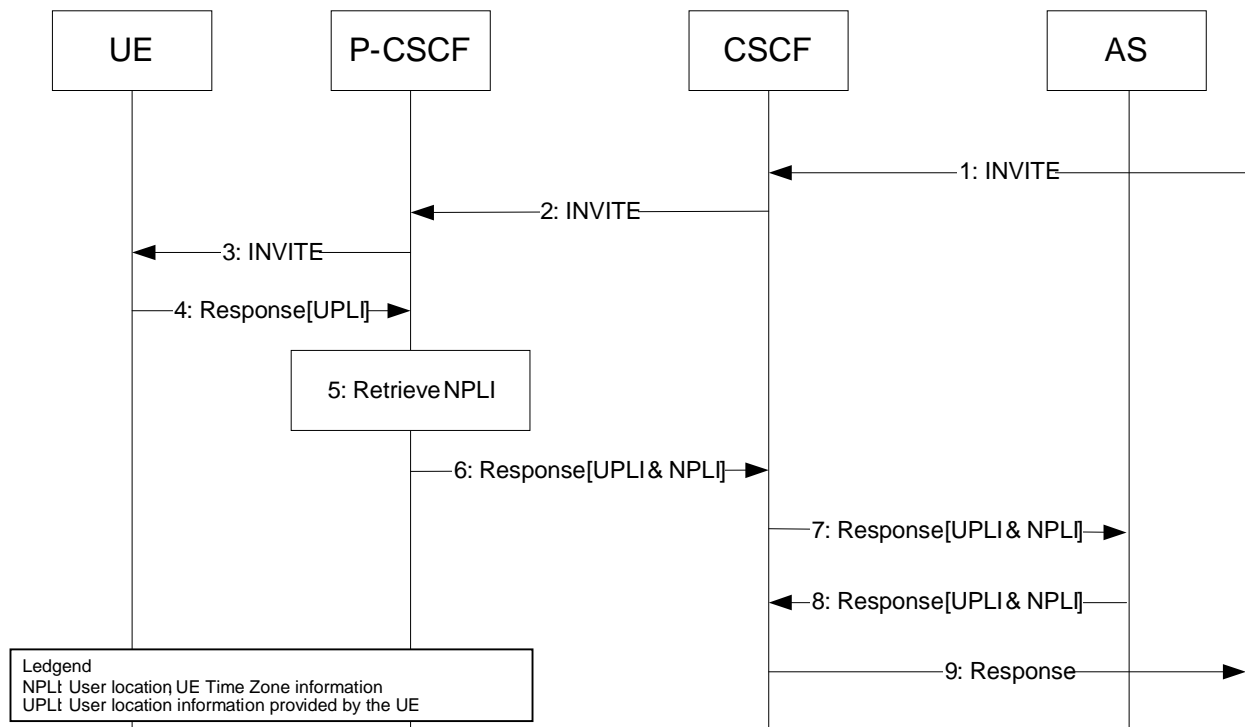 UE
P-CSCF
CSCF
AS
1: INVITE
2: INVITE
3: INVITE
4: Response[UPLI]
5: Retrieve NPLI
6: Response[UPLI & NPLI]
7: Response[UPLI & NPLI]
8: Response[UPLI & NPLI]
9: Response
Ledgend
NPLI: User location, UE Time Zone information
UPLI: User location information provided by the UE